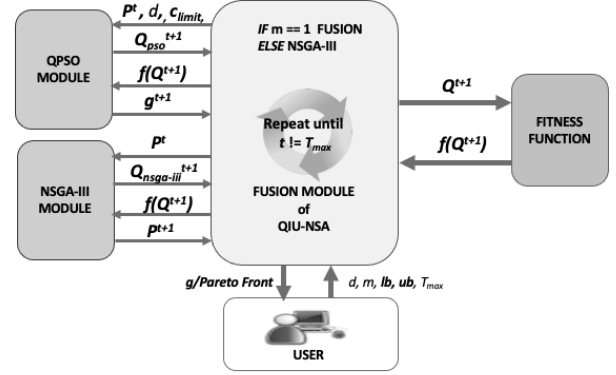 P^t, d, c_limit,
Q_pso^t+1
f(Q^t+1)
g^t+1
QPSO
MODULE
P^t
Q_nsga-iii^t+1
f(Q^t+1)
P^t+1
NSGA-III
MODULE
IF m == 1 FUSION
ELSE NSGA-III
Repeat until
t != T_max
FUSION MODULE
of
QIU-NSA
Q^t+1
f(Q^t+1)
FITNESS
FUNCTION
g/Pareto Front
d, m, lb, ub, T_max
USER